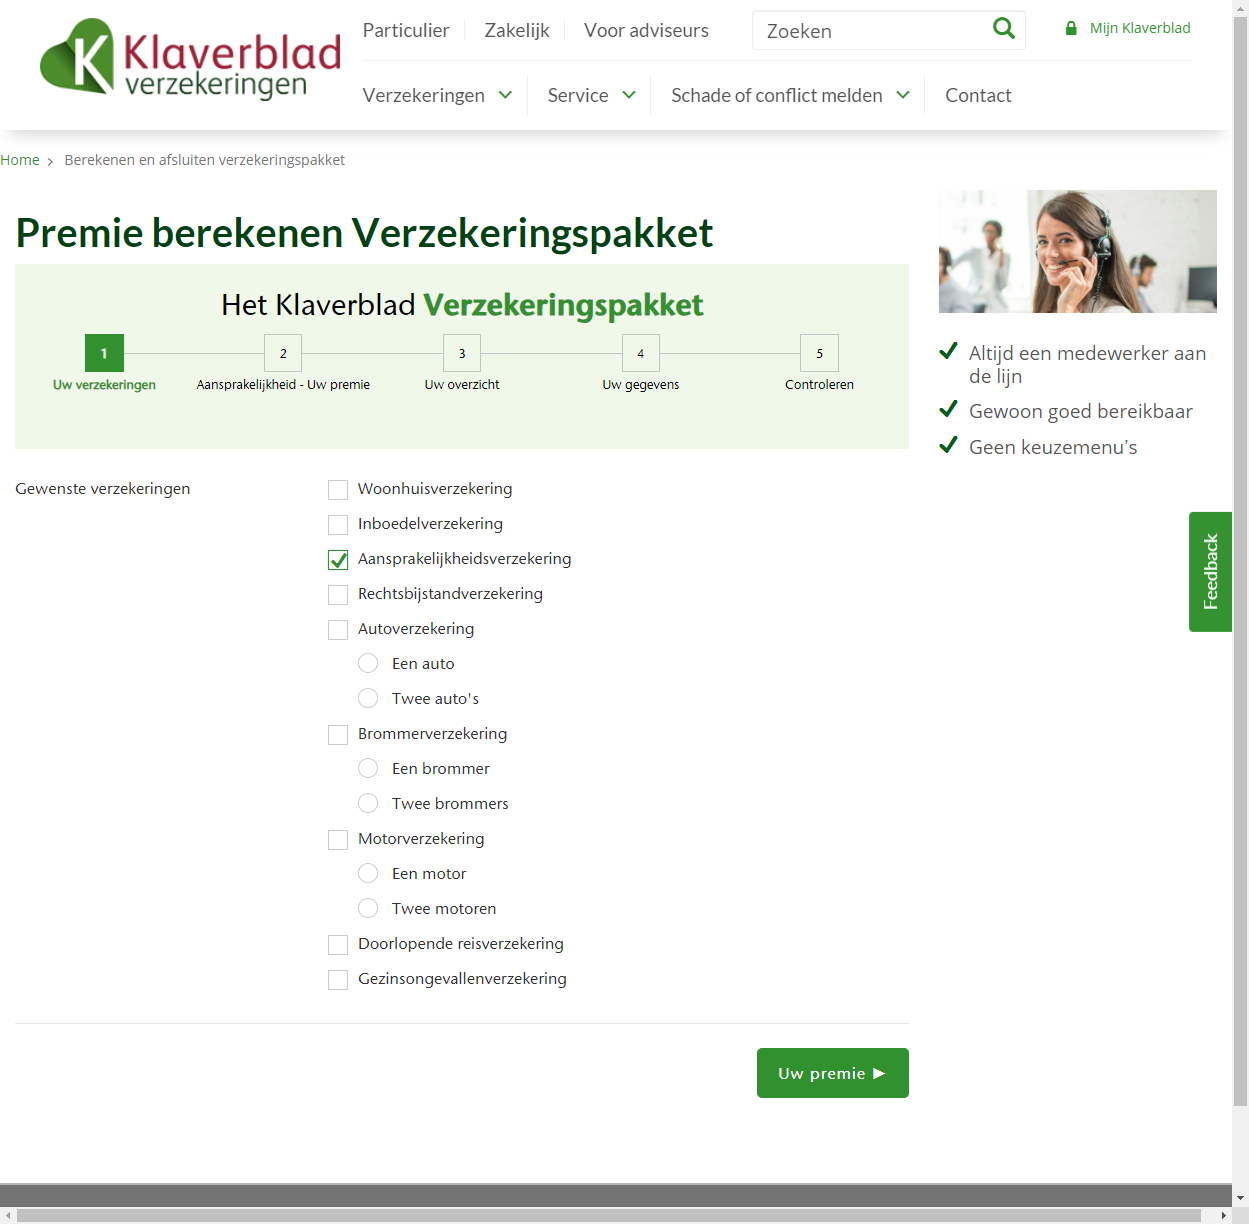 Klaverblad
verzekeringen
Particulier
Zakelijk
Voor adviseurs
Zoeken
Mijn Klaverblad
Verzekeringen
Service
Schade of conflict melden
Contact
Home
Berekenen en afsluiten verzekeringspakket
Premie berekenen Verzekeringspakket
Het Klaverblad Verzekeringspakket
1
2
3
4
5
Uw verzekeringen
Aansprakelijkheid - Uw premie
Uw overzicht
Uw gegevens
Controleren
Altijd een medewerker aan
de lijn
Gewoon goed bereikbaar
Geen keuzemenu's
Feedback
Gewenste verzekeringen
Woonhuisverzekering
Inboedelverzekering
Aansprakelijkheidsverzekering
Rechtsbijstandverzekering
Autoverzekering
Een auto
Twee auto's
Brommerverzekering
Een brommer
Twee brommers
Motorverzekering
Een motor
Twee motoren
Doorlopende reisverzekering
Gezinsongevallenverzekering
Uw premie ►